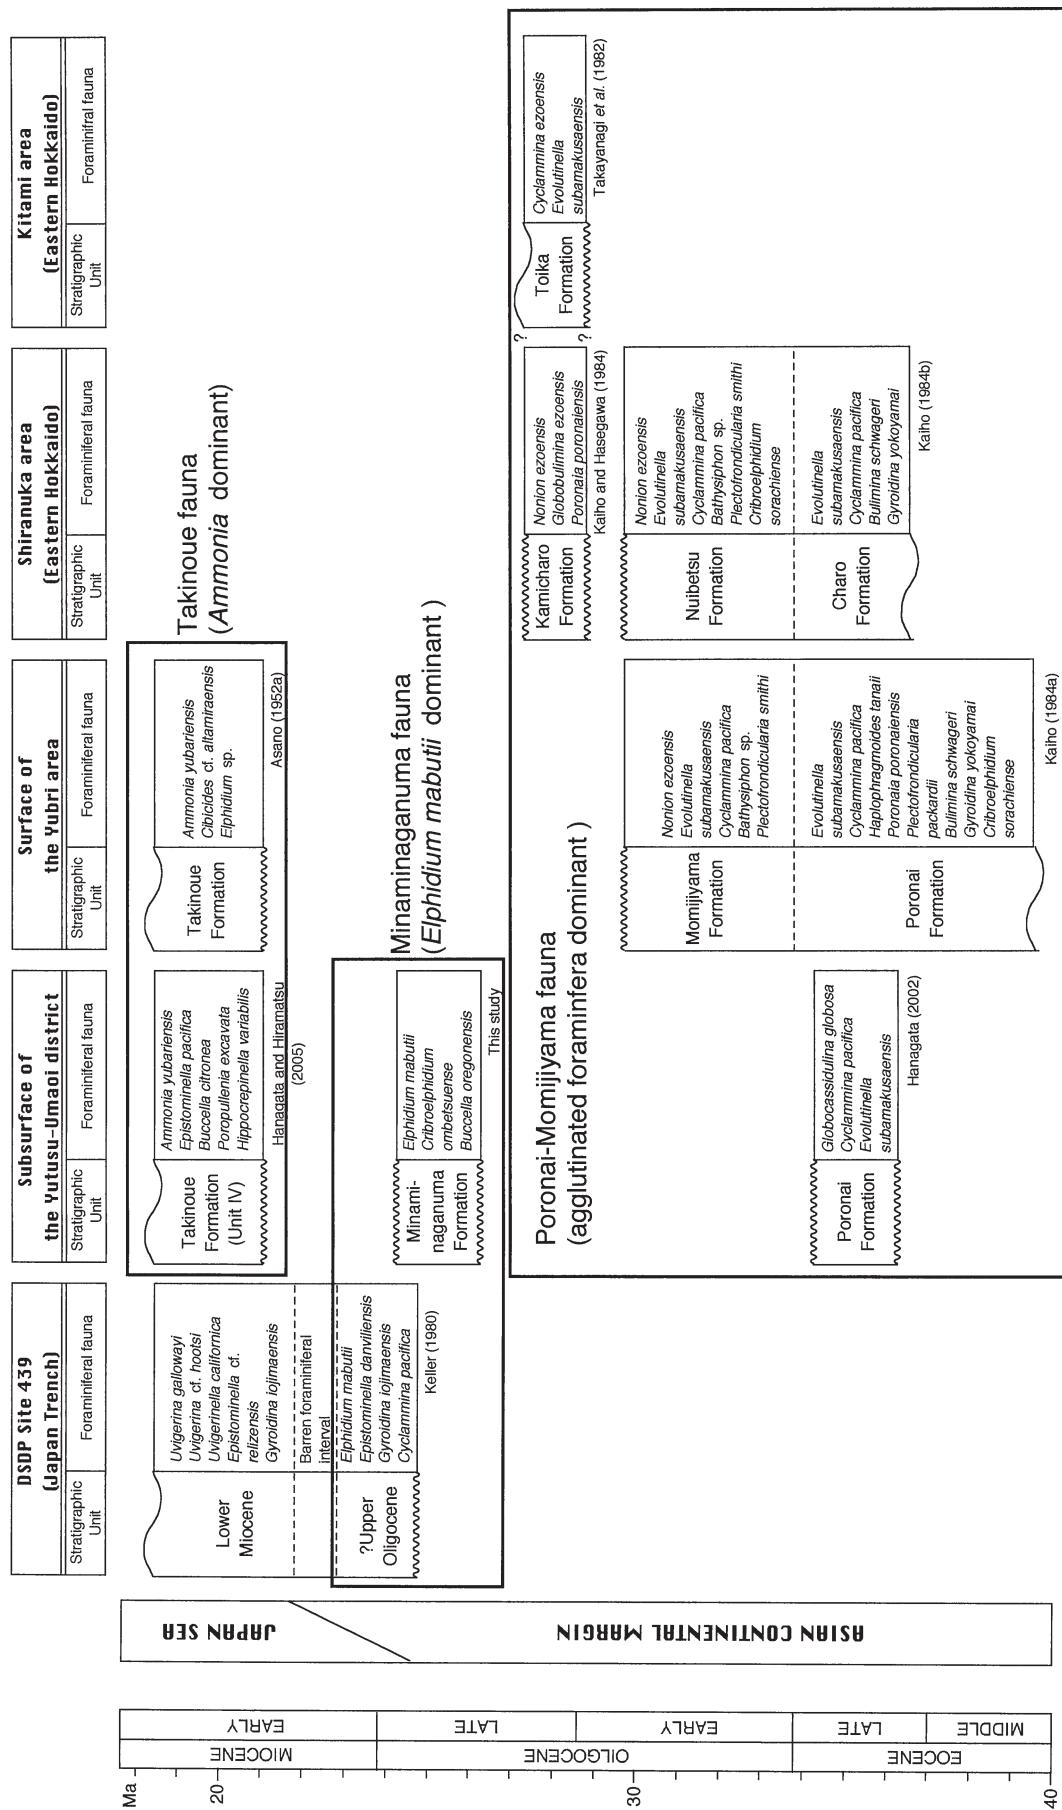 Ma
20
30
40
MIOCENE
OILGOCENE
EOCENE
EARLY
LATE
EARLY
LATE
MIDDLE
JAPAN SEA
ASIAN CONTINENTAL MARGIN
DSDP Site 439
(Japan Trench)
Stratigraphic
Unit
Foraminiferal fauna
Lower
Miocene
Uvigerina gallowayi
Uvigerina cf. hootsi
Uvigerinella californica
Epistominella cf.
relizensis
Gyroidina iojimaensis
Barren foraminiferal
interval
?Upper
Oligocene
Elphidium mabutii
Epistominella danviliensis
Gyroidina iojimaensis
Cyclammina pacifica
Keller (1980)
Subsurface of
the Yutusu-Umaoi district
Stratigraphic
Unit
Foraminiferal fauna
Takinoue
Formation
(Unit IV)
Ammonia yubariensis
Epistominella pacifica
Buccella citronea
Poropullenia excavata
Hippocrepinella variabilis
Hanagata and Hiramatsu
(2005)
Minami-
naganuma
Formation
Elphidium mabutii
Cribroelphidium
ombetsuense
Buccella oregonensis
This study
Poronai
Formation
Globocassidulina globosa
Cyclammina pacifica
Evolutinella
subamakusaensis
Hanagata (2002)
Surface of
the Yubri area
Stratigraphic
Unit
Foraminiferal fauna
Takinoue
Formation
Ammonia yubariensis
Cibicides cf. altamiraensis
Elphidium sp.
Asano (1952a)
Momijiyama
Formation
Nonion ezoensis
Evolutinella
subamakusaensis
Cyclammina pacifica
Bathysiphon sp.
Plectofrondicularia smithi
Poronai
Formation
Evolutinella
subamakusaensis
Cyclammina pacifica
Haplophragmoides tanaii
Poronaia poronaiensis
Plectofrondicularia
packardii
Bulimina schwageri
Gyroidina yokoyamai
Cribroelphidium
sorachiense
Kaiho (1984a)
Shiranuka area
(Eastern Hokkaido)
Stratigraphic
Unit
Foraminiferal fauna
Kamicharo
Formation
Nonion ezoensis
Globobulimina ezoensis
Poronaia poronaiensis
Kaiho and Hasegawa (1984)
Nuibetsu
Formation
Nonion ezoensis
Evolutinella
subamakusaensis
Cyclammina pacifica
Bathysiphon sp.
Plectofrondicularia smithi
Cribroelphidium
sorachiense
Charo
Formation
Evolutinella
subamakusaensis
Cyclammina pacifica
Bulimina schwageri
Gyroidina yokoyamai
Kaiho (1984b)
Kitami area
(Eastern Hokkaido)
Stratigraphic
Unit
Foraminifral fauna
?
?
Toika
Formation
Cyclammina ezoensis
Evolutinella
subamakusaensis
Takayanagi et al. (1982)
Takinoue fauna
(Ammonia dominant)
Minaminaganuma fauna
(Elphidium mabutii dominant )
Poronai-Momijiyama fauna
(agglutinated foraminfera dominant )